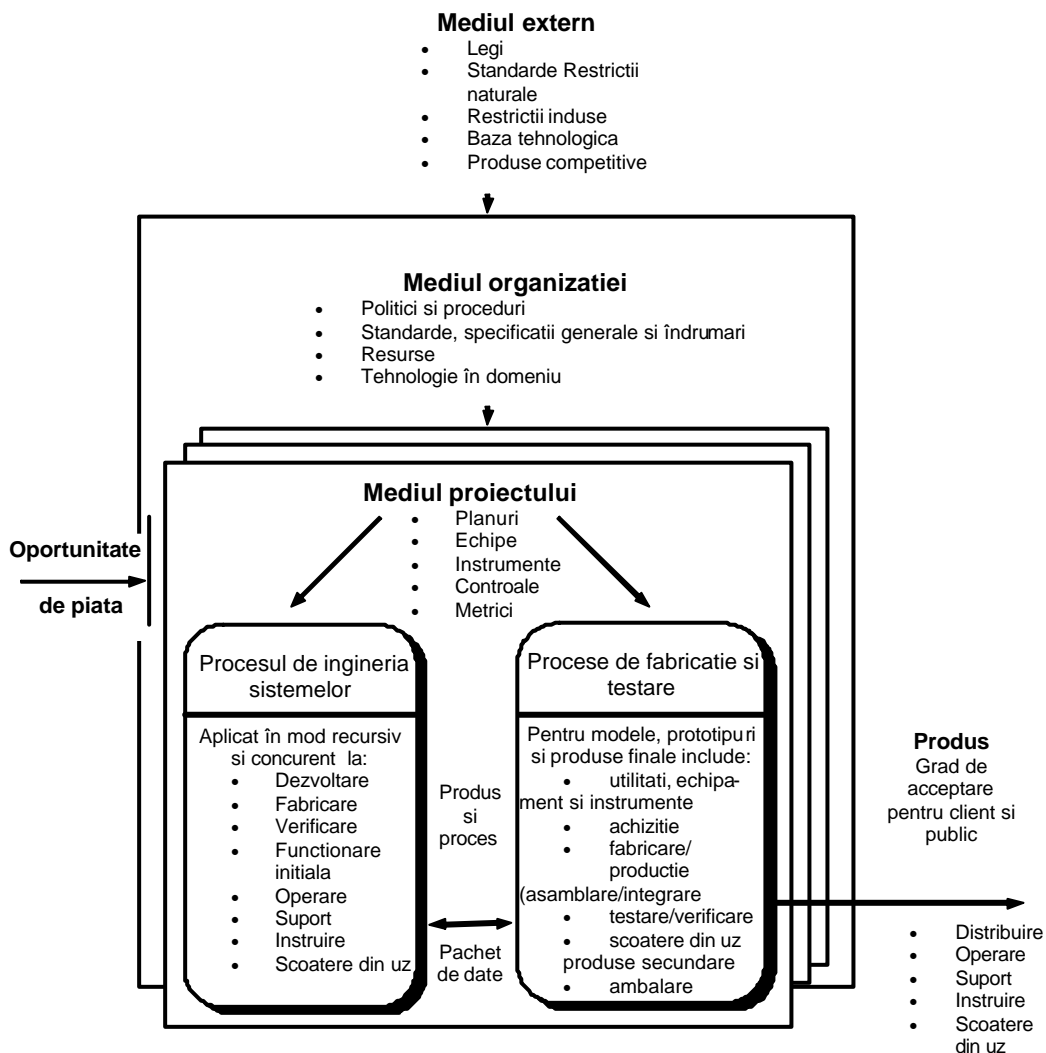 Mediul extern
• Legi
• Standarde Restrictii
naturale
• Restrictii induse
• Baza tehnologica
• Produse competitive
Mediul organizatiei
• Politici si proceduri
• Standarde, specificatii generale si îndrumari
• Resurse
• Tehnologie în domeniu
Mediul proiectului
• Planuri
• Echipe
• Instrumente
• Controale
• Metrici
Oportunitate
de piata
Procesul de ingineria
sistemelor
Aplicat în mod recursiv
si concurent la:
• Dezvoltare
• Fabricare
• Verificare
• Functionare
initiala
• Operare
• Suport
• Instruire
• Scoatere din uz
Produs
si
proces
Pachet
de date
Procese de fabricatie si
testare
Pentru modele, prototipuri
si produse finale include:
• utilitati, echipa-
ment si instrumente
• achizitie
• fabricare/
productie
(asamblare/integrare
• testare/verificare
• scoatere din uz
produse secundare
• ambalare
Produs
Grad de
acceptare
pentru client si
public
• Distribuire
• Operare
• Suport
• Instruire
• Scoatere
din uz